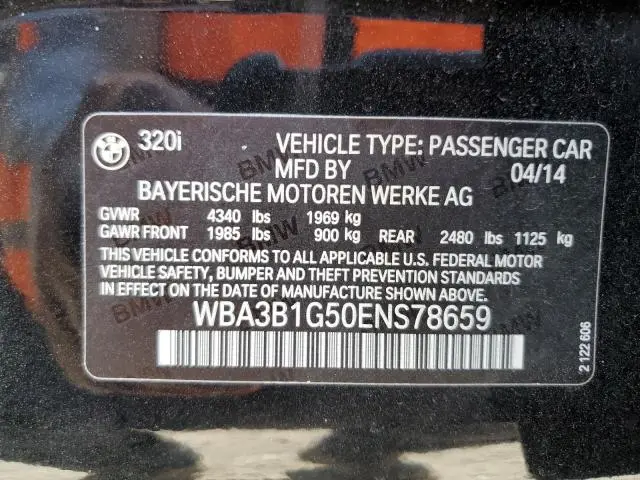 320i VEHICLE TYPE: PASSENGER CAR
MFD BY 04/14
BAYERISCHE MOTOREN WERKE AG
GVWR 4340 lbs 1969 kg
GAWR FRONT 1985 lbs 900 kg REAR 2480 lbs 1125 kg
THIS VEHICLE CONFORMS TO ALL APPLICABLE U.S. FEDERAL MOTOR
VEHICLE SAFETY, BUMPER AND THEFT PREVENTION STANDARDS
IN EFFECT ON THE DATE OF MANUFACTURE SHOWN ABOVE.
WBA3B1G50ENS78659
2 122 606